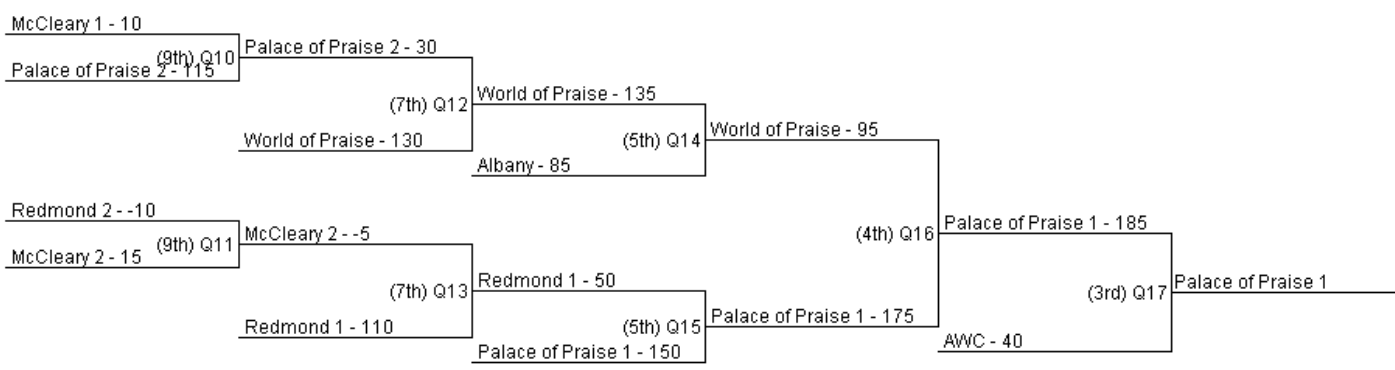 McCleary 1 - 10
(9th) Q10
Palace of Praise 2 - 115
Palace of Praise 2 - 30
(7th) Q12
World of Praise - 130
World of Praise - 135
(5th) Q14
Albany - 85
World of Praise - 95
Redmond 2 - -10
(9th) Q11
McCleary 2 - 15
McCleary 2 - -5
(7th) Q13
Redmond 1 - 110
Redmond 1 - 50
(5th) Q15
Palace of Praise 1 - 150
Palace of Praise 1 - 175
(4th) Q16
Palace of Praise 1 - 185
(3rd) Q17
AWC - 40
Palace of Praise 1